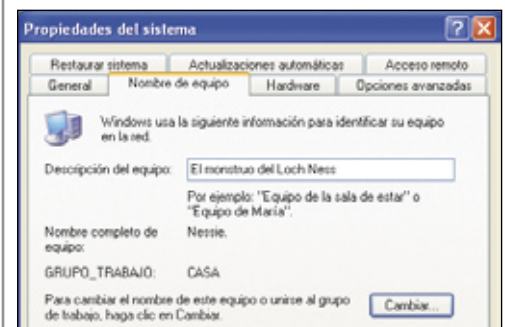 Propiedades del sistema
Restaurar sistema Actualizaciones automáticas Acceso remoto
General Nombre de equipo Hardware Opciones avanzadas
Windows usa la siguiente información para identificar su equipo
en la red.
Descripción del equipo: El monstruo del Loch Ness
Por ejemplo: "Equipo de la sala de estar" o
"Equipo de María".
Nombre completo de Nessie.
equipo:
GRUPO_TRABAJO: CASA
Para cambiar el nombre de este equipo o unirse al grupo
de trabajo, haga clic en Cambiar.
Cambiar...